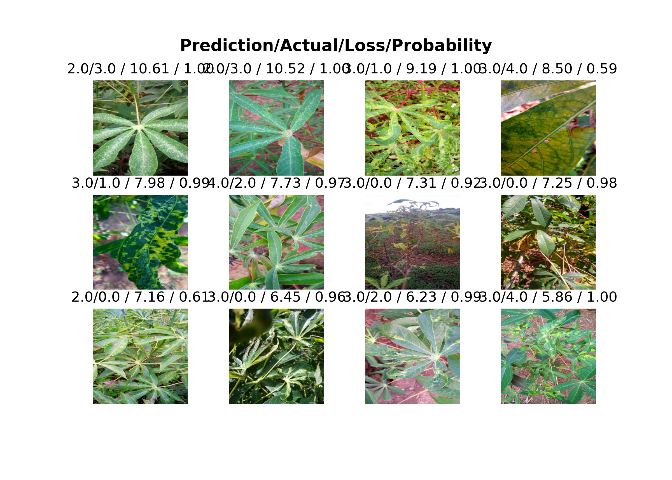 Prediction/Actual/Loss/Probability
2.0/3.0 / 10.61 / 1.00 2.0/3.0 / 10.52 / 1.00 3.0/1.0 / 9.19 / 1.00 3.0/4.0 / 8.50 / 0.59
3.0/1.0 / 7.98 / 0.99 4.0/2.0 / 7.73 / 0.97 3.0/0.0 / 7.31 / 0.92 3.0/0.0 / 7.25 / 0.98
2.0/0.0 / 7.16 / 0.61 3.0/0.0 / 6.45 / 0.96 3.0/2.0 / 6.23 / 0.99 3.0/4.0 / 5.86 / 1.00